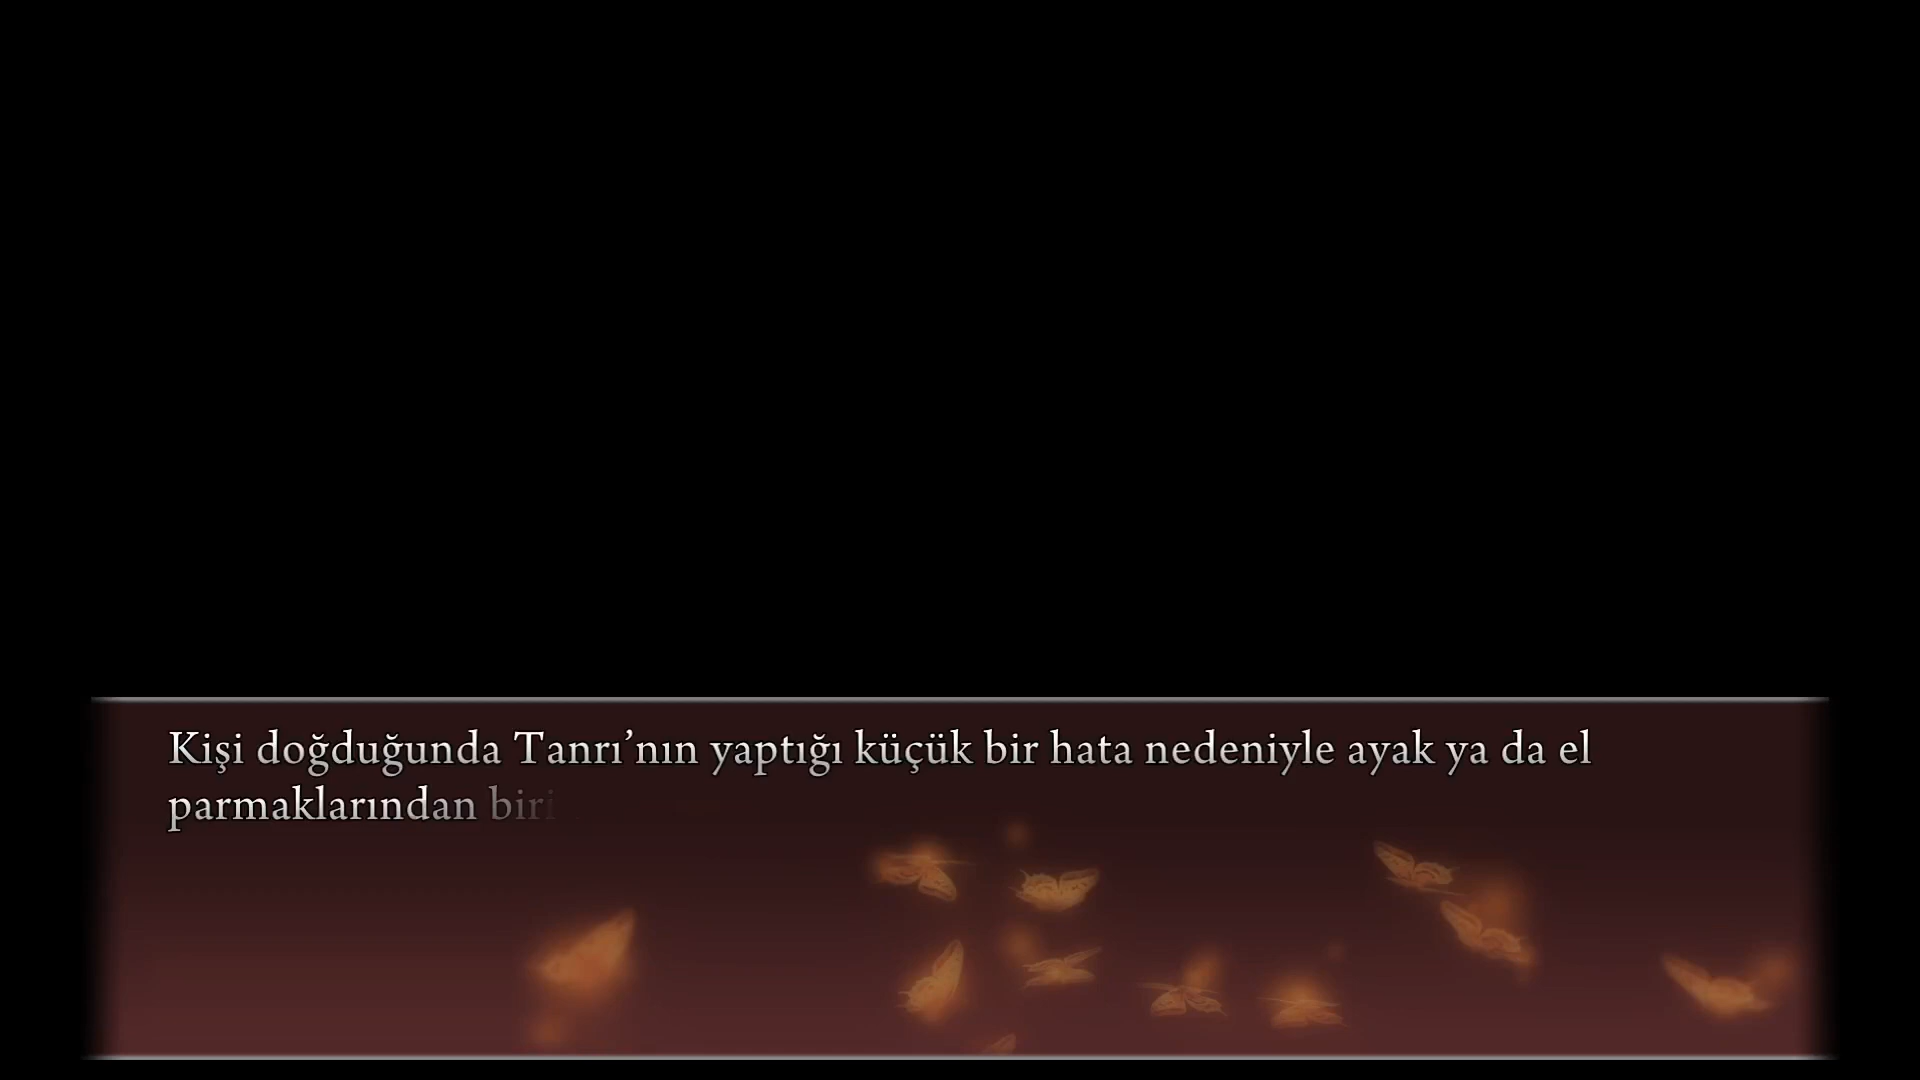 Kişi doğduğunda Tanrı’nın yaptığı küçük bir hata nedeniyle ayak ya da el
parmaklarından biri